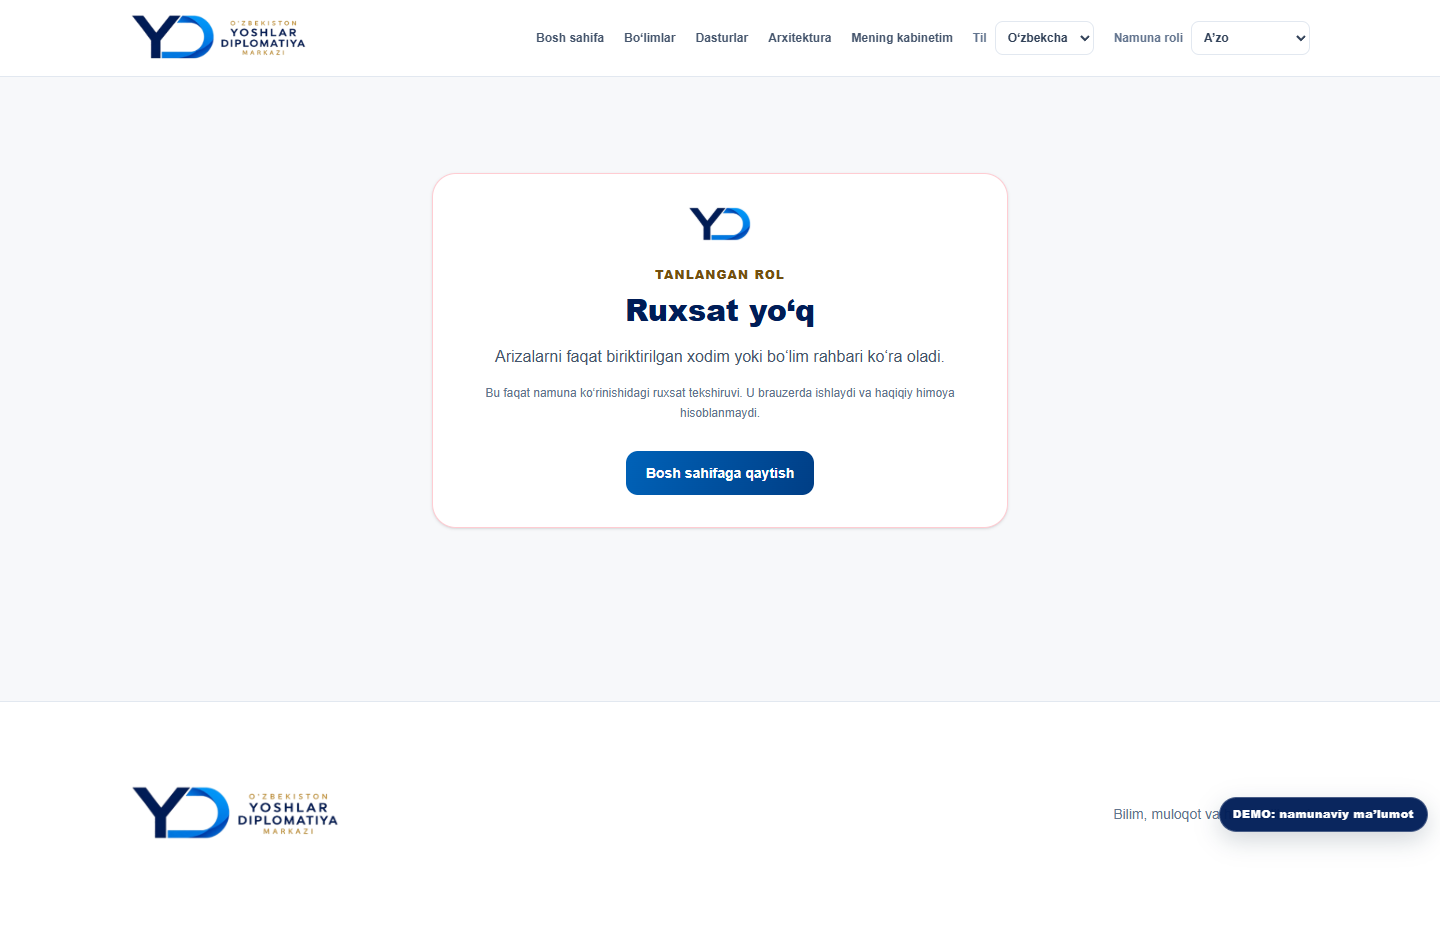 O'ZBEKISTON
YOSHLAR
DIPLOMATIYA
MARKAZI
Bosh sahifa
Bo‘limlar
Dasturlar
Arxitektura
Mening kabinetim
Til
O‘zbekcha
Namuna roli
A’zo
YD
TANLANGAN ROL
Ruxsat yo‘q
Arizalarni faqat biriktirilgan xodim yoki bo‘lim rahbari ko‘ra oladi.
Bu faqat namuna ko‘rinishidagi ruxsat tekshiruvi. U brauzerda ishlaydi va haqiqiy himoya
hisoblanmaydi.
Bosh sahifaga qaytish
O'ZBEKISTON
YOSHLAR
DIPLOMATIYA
MARKAZI
Bilim, muloqot va
DEMO: namunaviy ma’lumot